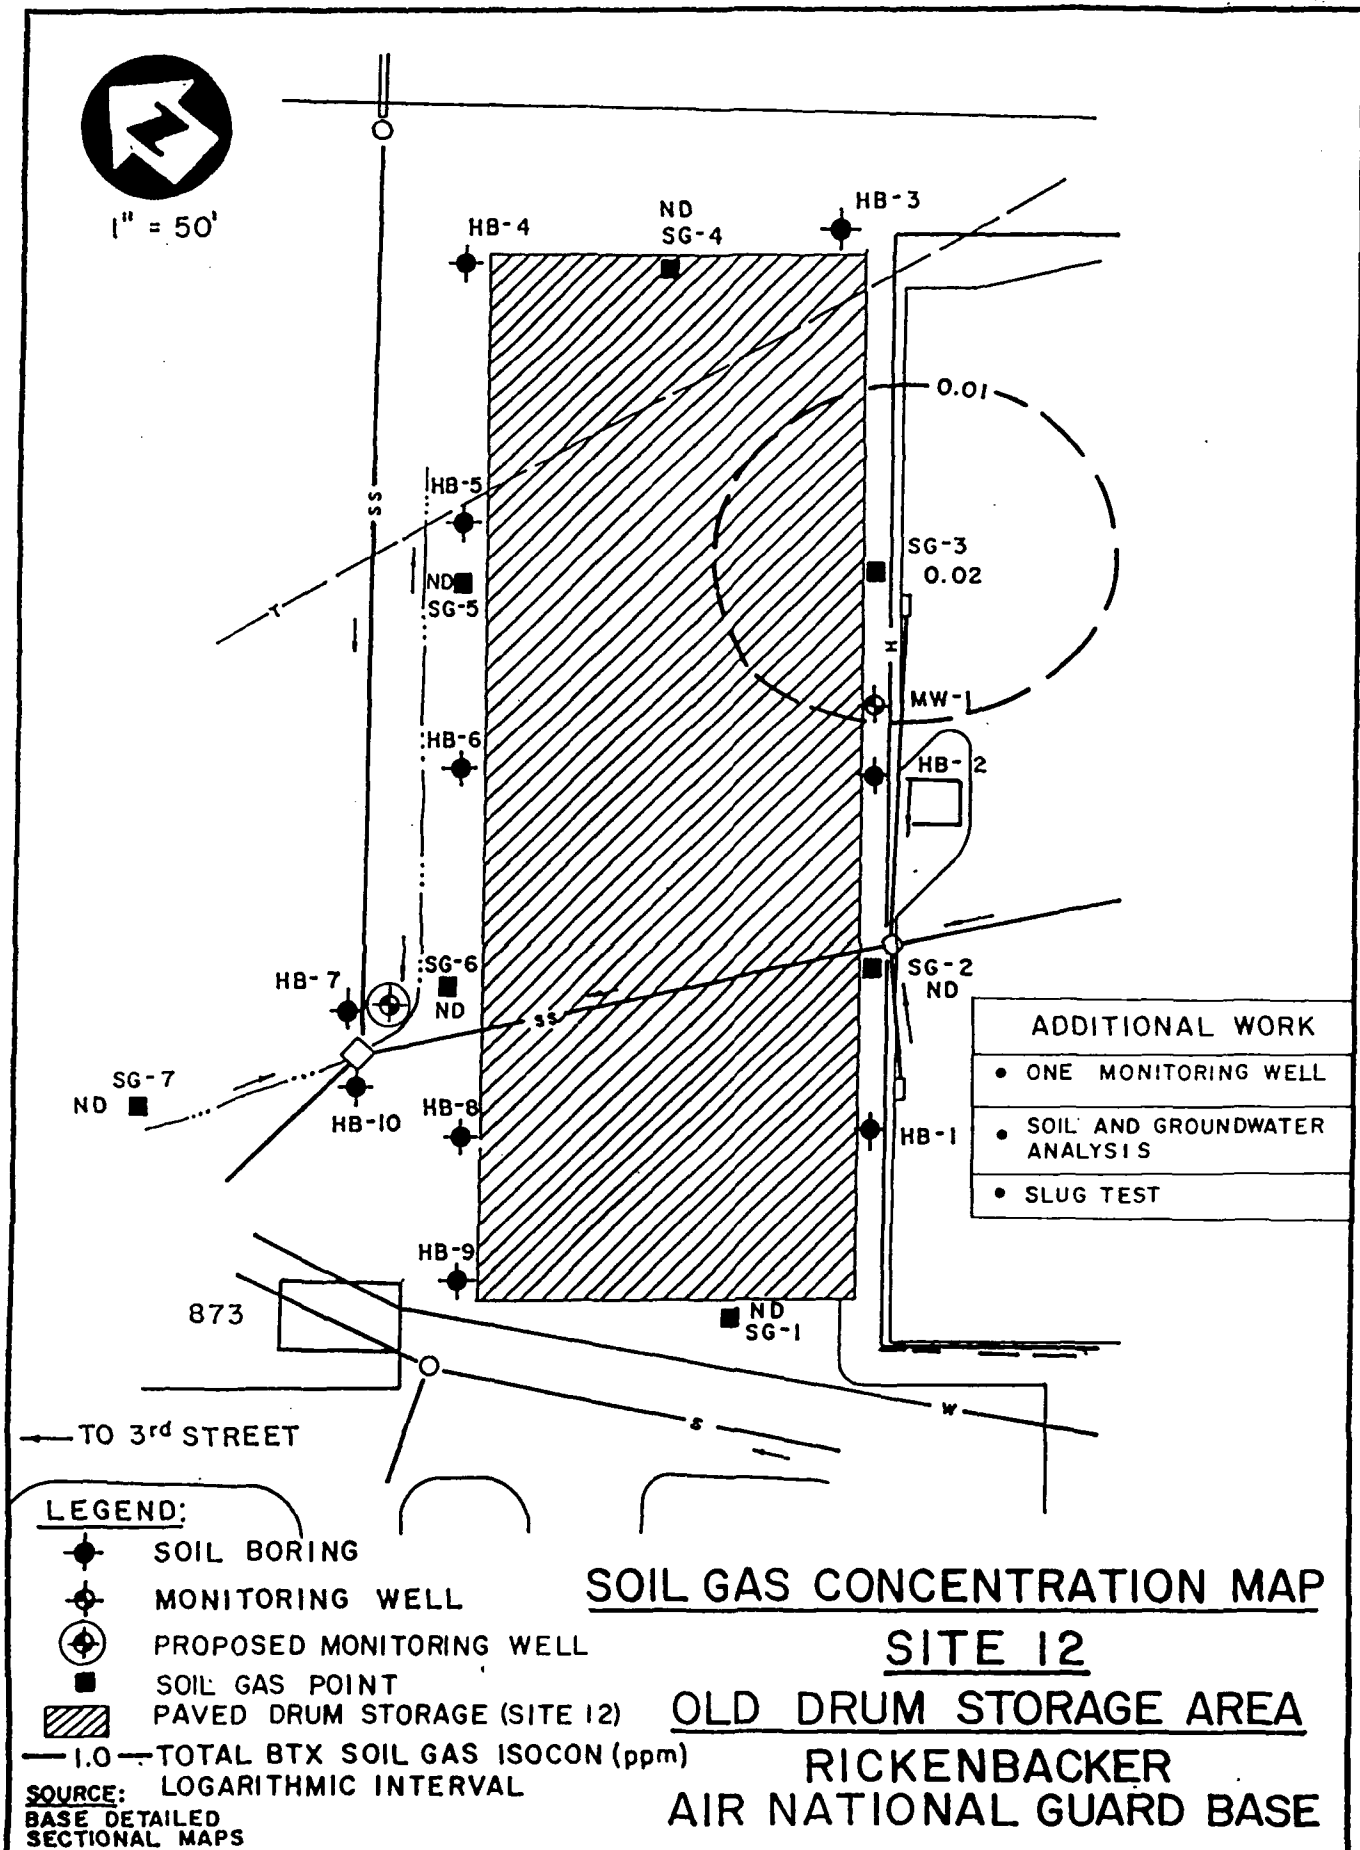 N
1" = 50'
HB-4
ND
SG-4
HB-3
0.01
HB-5
SS
ND
SG-5
SG-3
0.02
T
H
MW-1
HB-6
HB-2
HB-7
SG-6
ND
SS
SG-2
ND
SG-7
ND
HB-10
HB-8
HB-1
ADDITIONAL WORK
• ONE MONITORING WELL
• SOIL AND GROUNDWATER
ANALYSIS
• SLUG TEST
HB-9
873
ND
SG-1
W
S
TO 3rd STREET
LEGEND:
SOIL BORING
MONITORING WELL
PROPOSED MONITORING WELL
SOIL GAS POINT
PAVED DRUM STORAGE (SITE 12)
1.0 TOTAL BTX SOIL GAS ISOCON (ppm)
LOGARITHMIC INTERVAL
SOURCE:
BASE DETAILED
SECTIONAL MAPS
SOIL GAS CONCENTRATION MAP
SITE 12
OLD DRUM STORAGE AREA
RICKENBACKER
AIR NATIONAL GUARD BASE